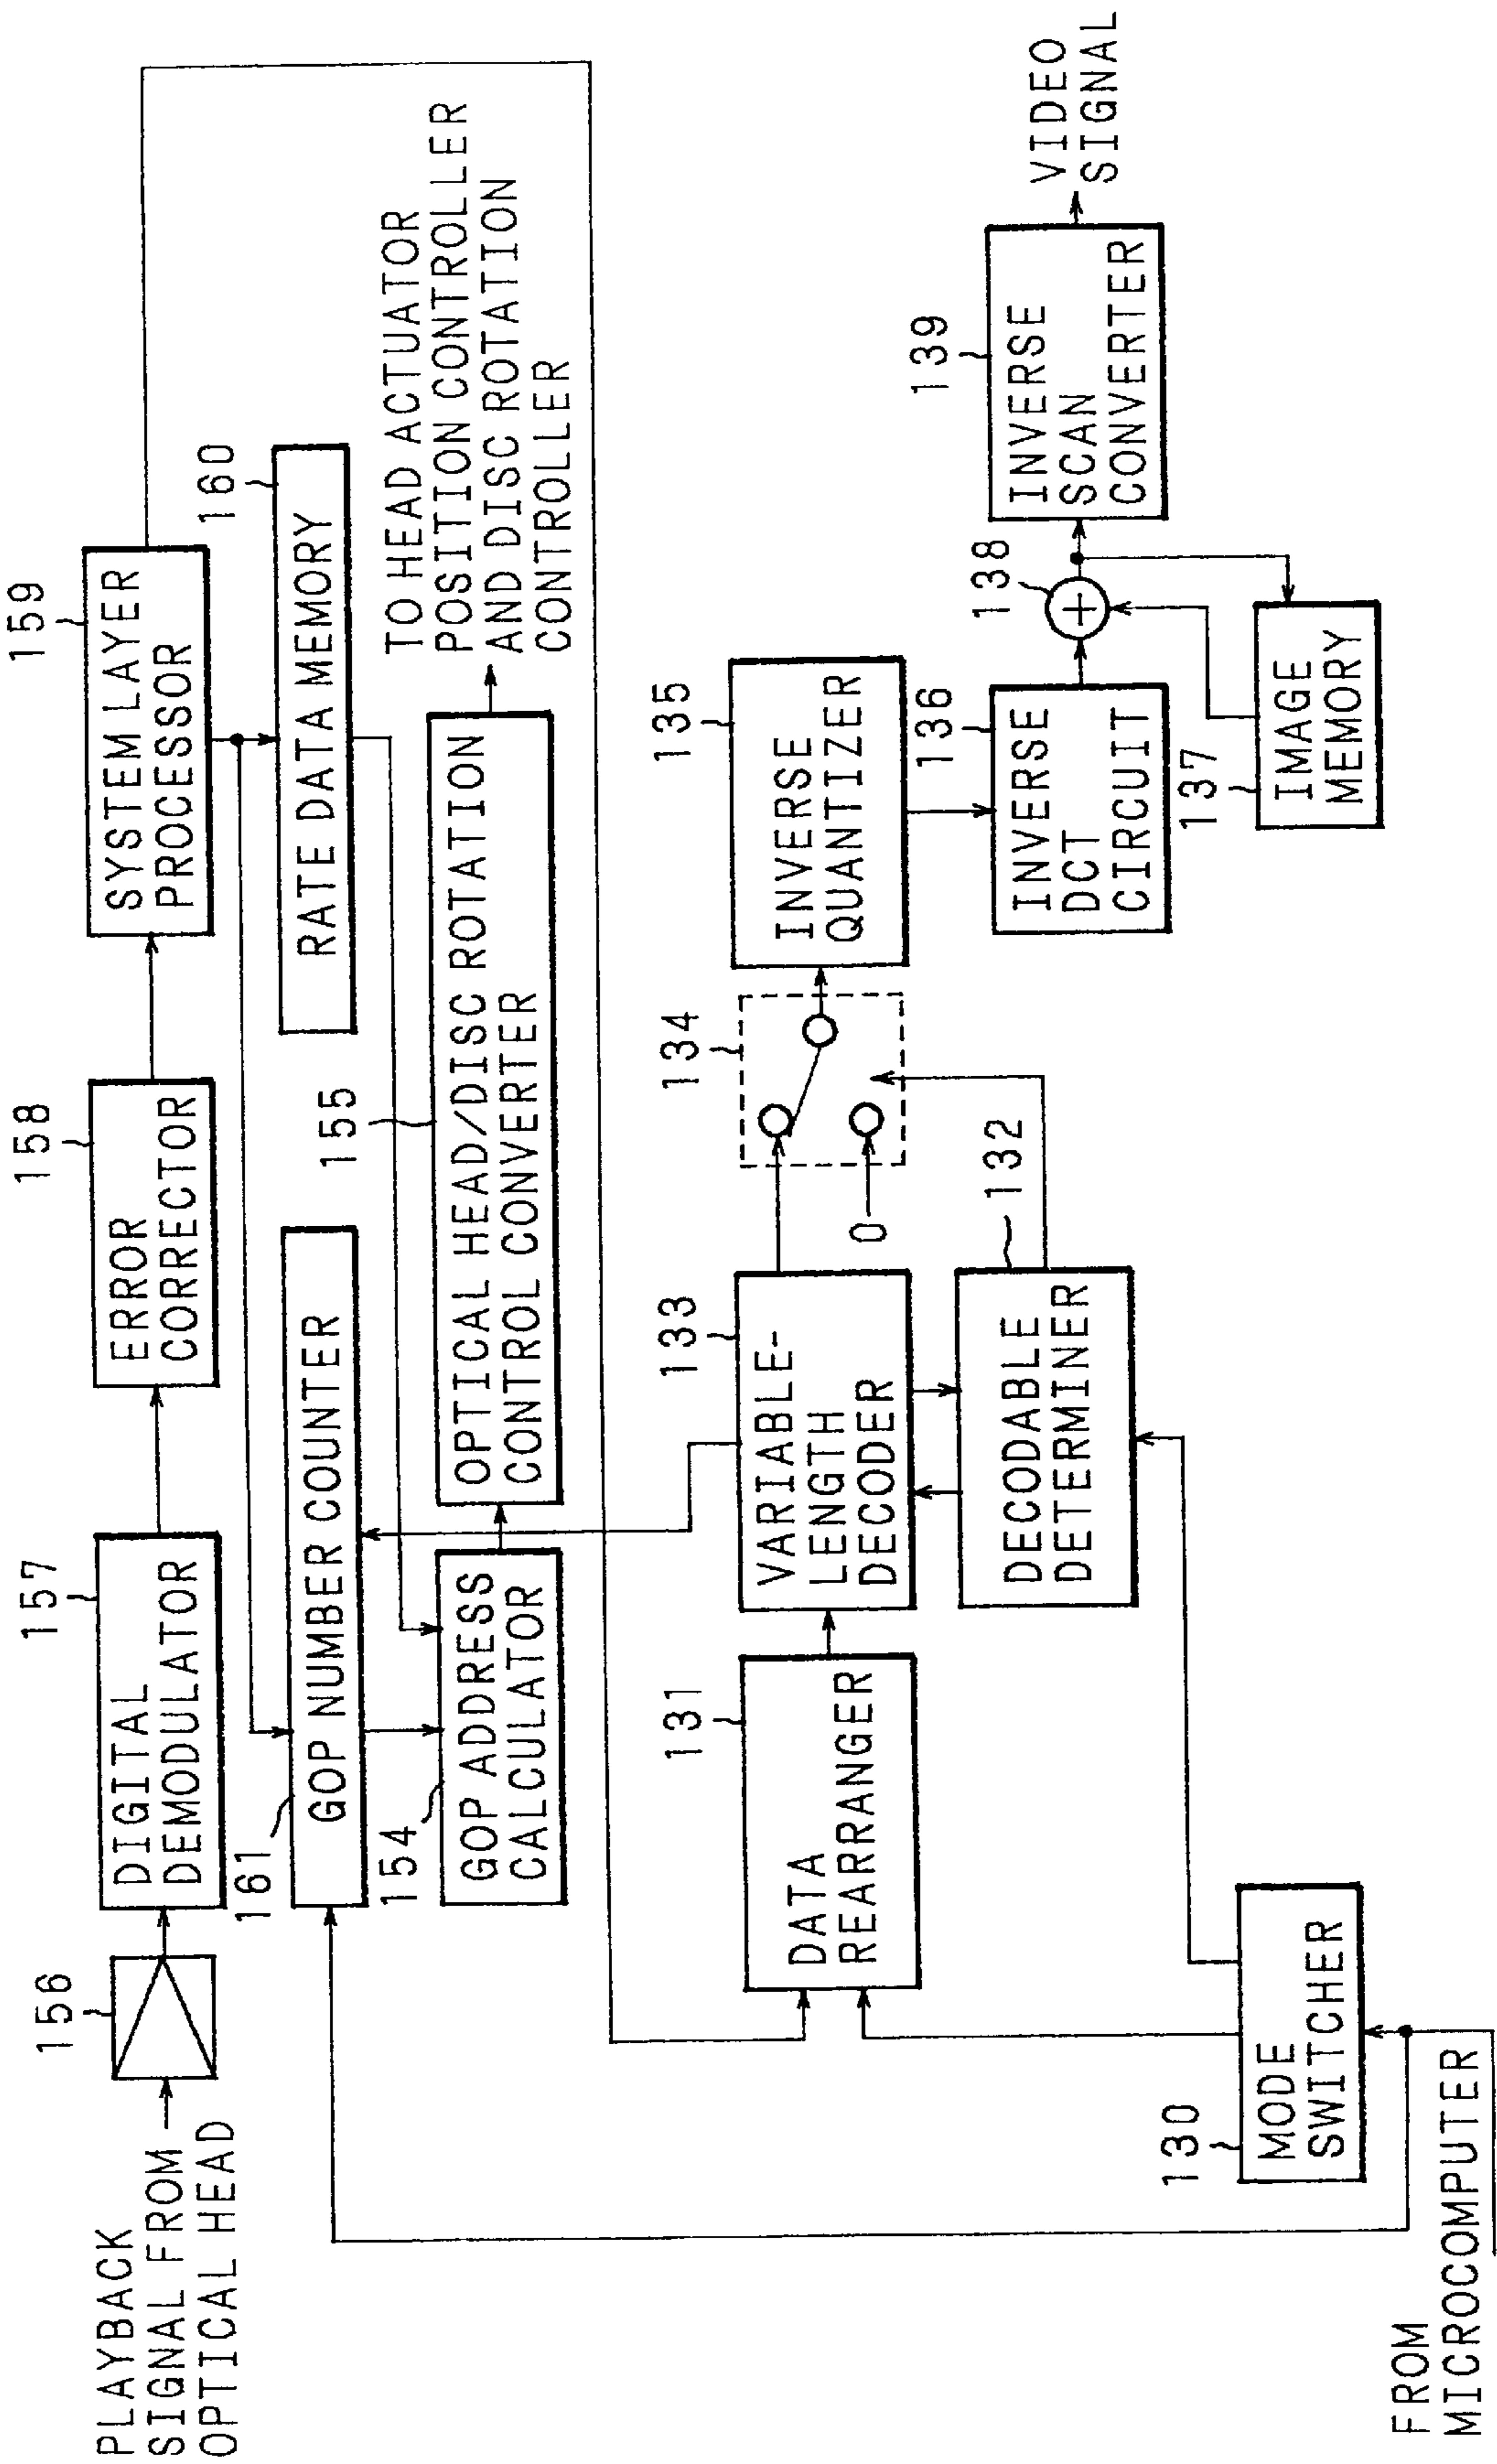 PLAYBACK
SIGNAL FROM
OPTICAL HEAD
156
157
DIGITAL
DEMODULATOR
158
ERROR
CORRECTOR
159
SYSTEM LAYER
PROCESSOR
161
GOP NUMBER COUNTER
160
RATE DATA MEMORY
154
GOP ADDRESS
CALCULATOR
155
OPTICAL HEAD/DISC ROTATION
CONTROL CONVERTER
TO HEAD ACTUATOR
POSITION CONTROLLER
AND DISC ROTATION
CONTROLLER
131
DATA
REARRANGER
133
VARIABLE-
LENGTH
DECODER
134
0
135
INVERSE
QUANTIZER
132
DECODABLE
DETERMINER
136
INVERSE
DCT
CIRCUIT
138
+
139
INVERSE
SCAN
CONVERTER
VIDEO
SIGNAL
137
IMAGE
MEMORY
130
MODE
SWITCHER
FROM
MICROCOMPUTER